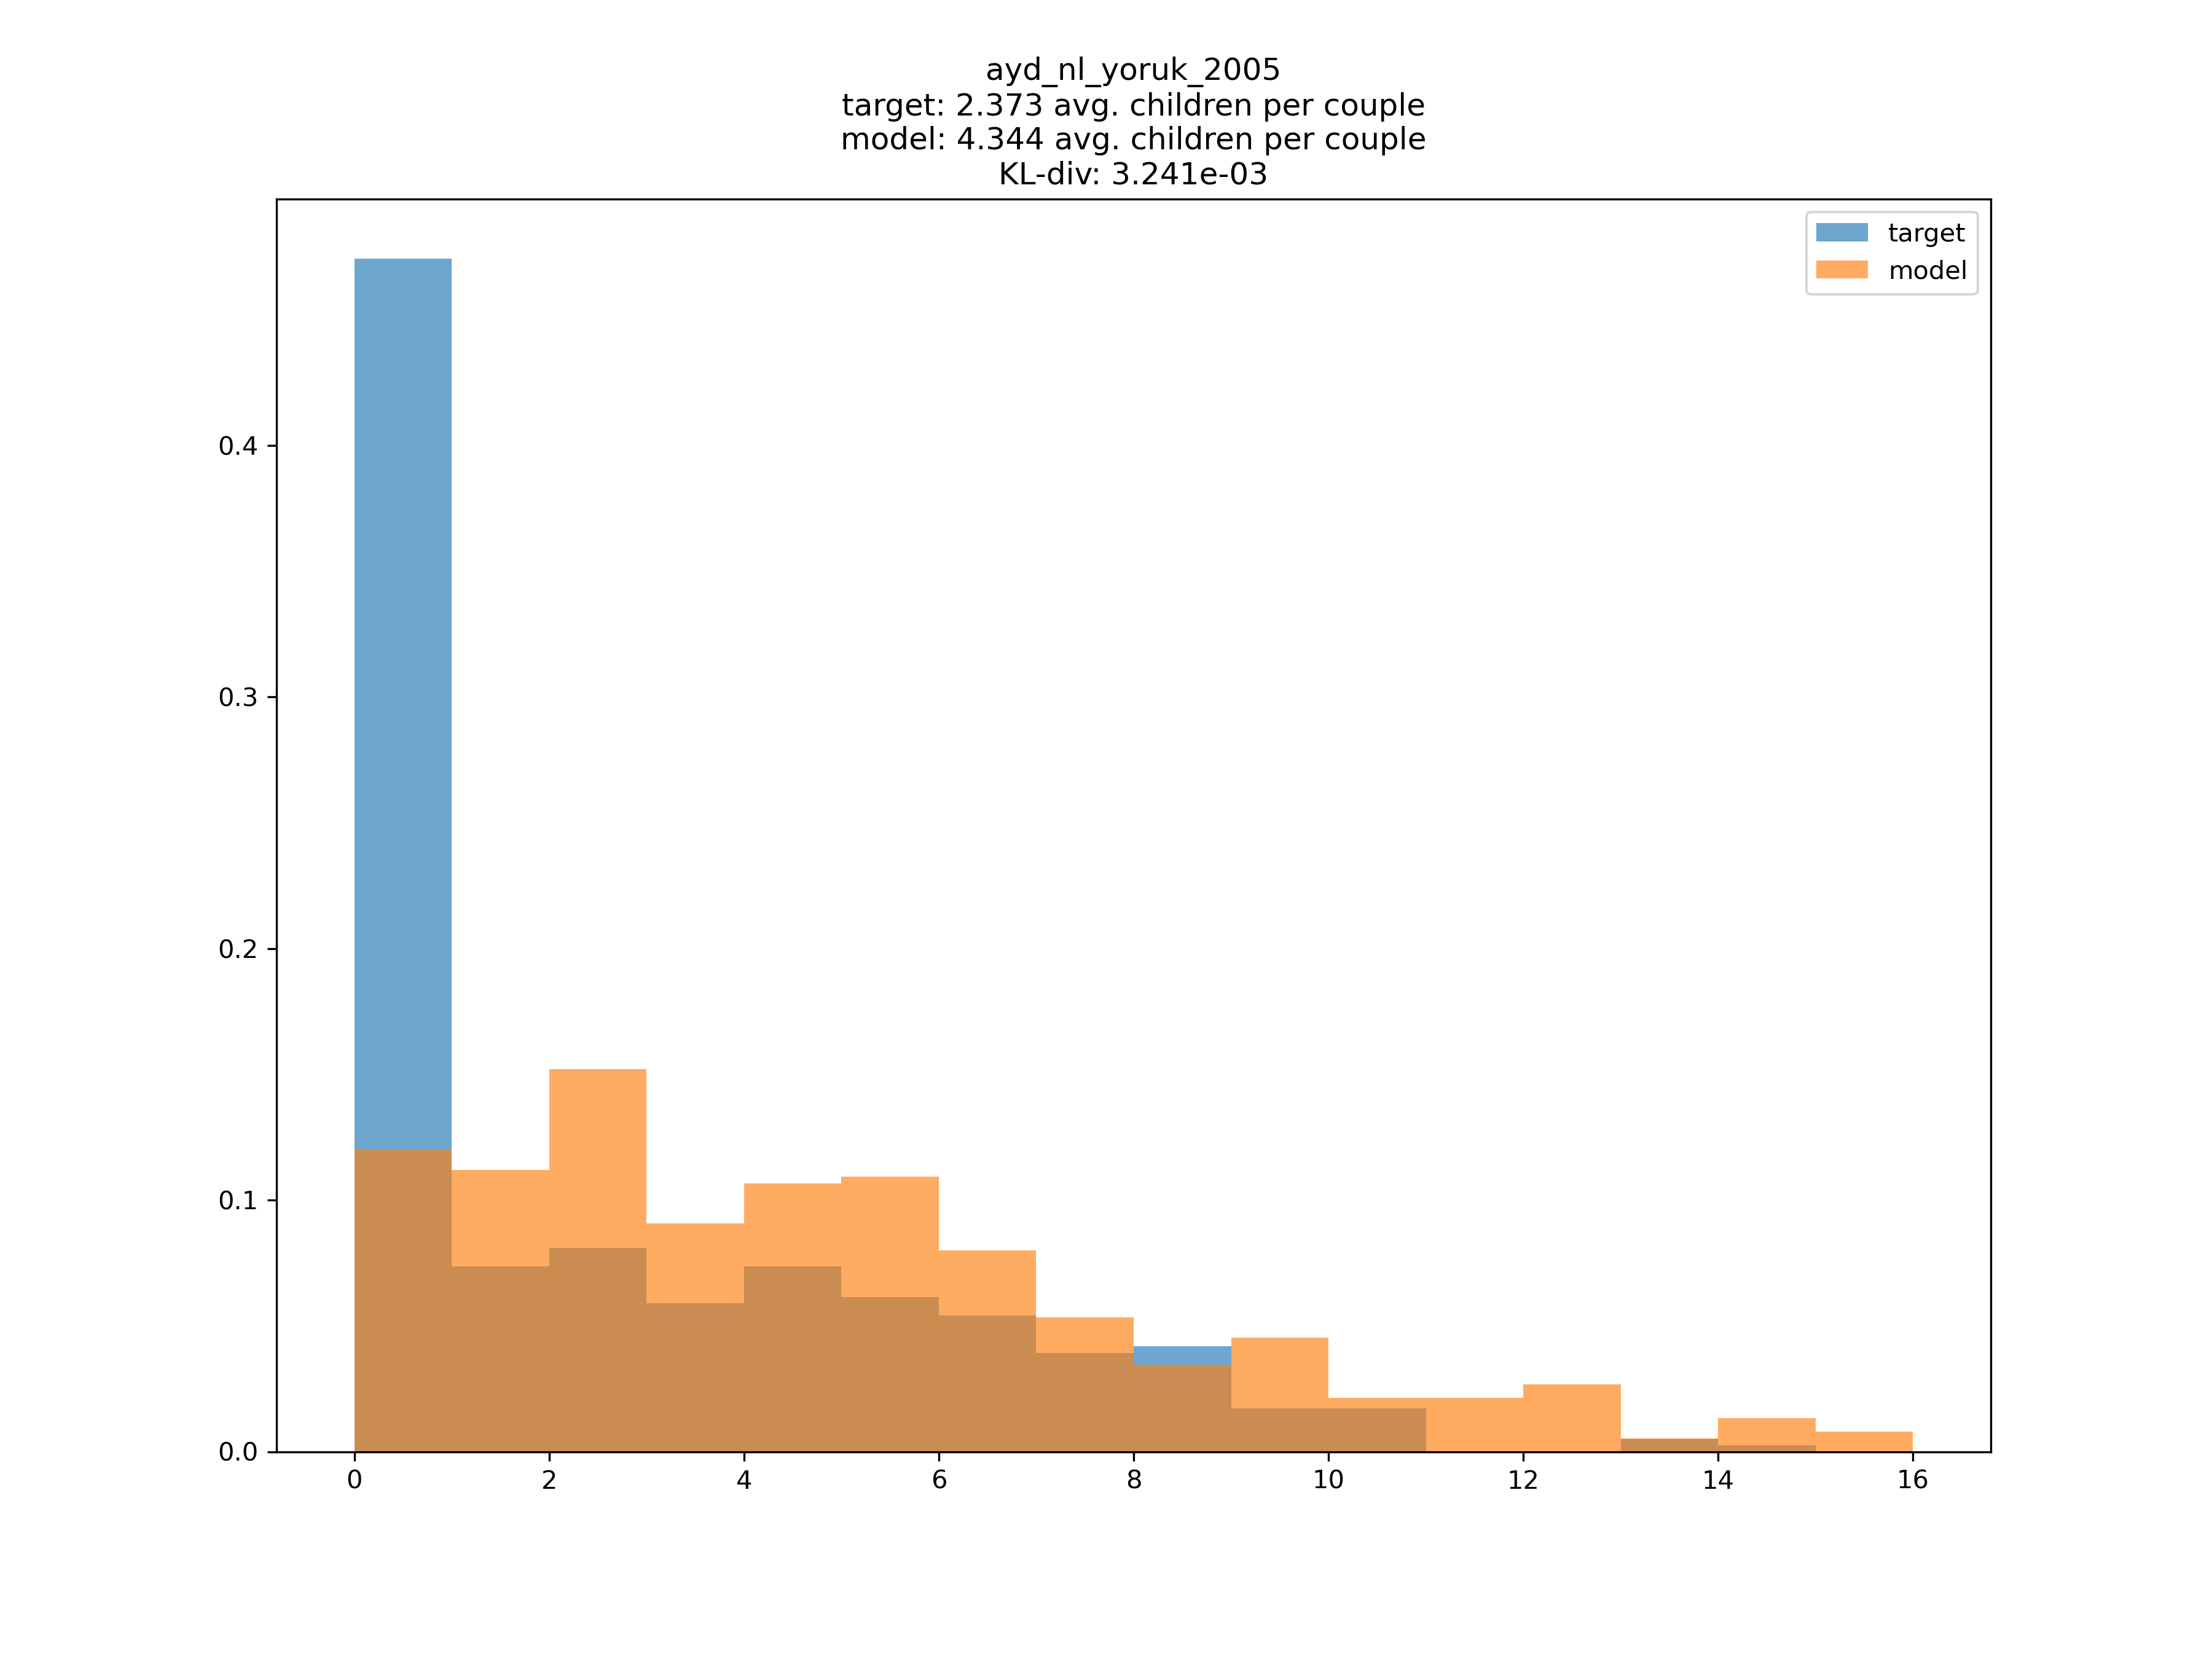 ayd_nl_yoruk_2005
target: 2.373 avg. children per couple
model: 4.344 avg. children per couple
KL-div: 3.241e-03
target
model
0.4
0.3
0.2
0.1
0.0
0 2 4 6 8 10 12 14 16